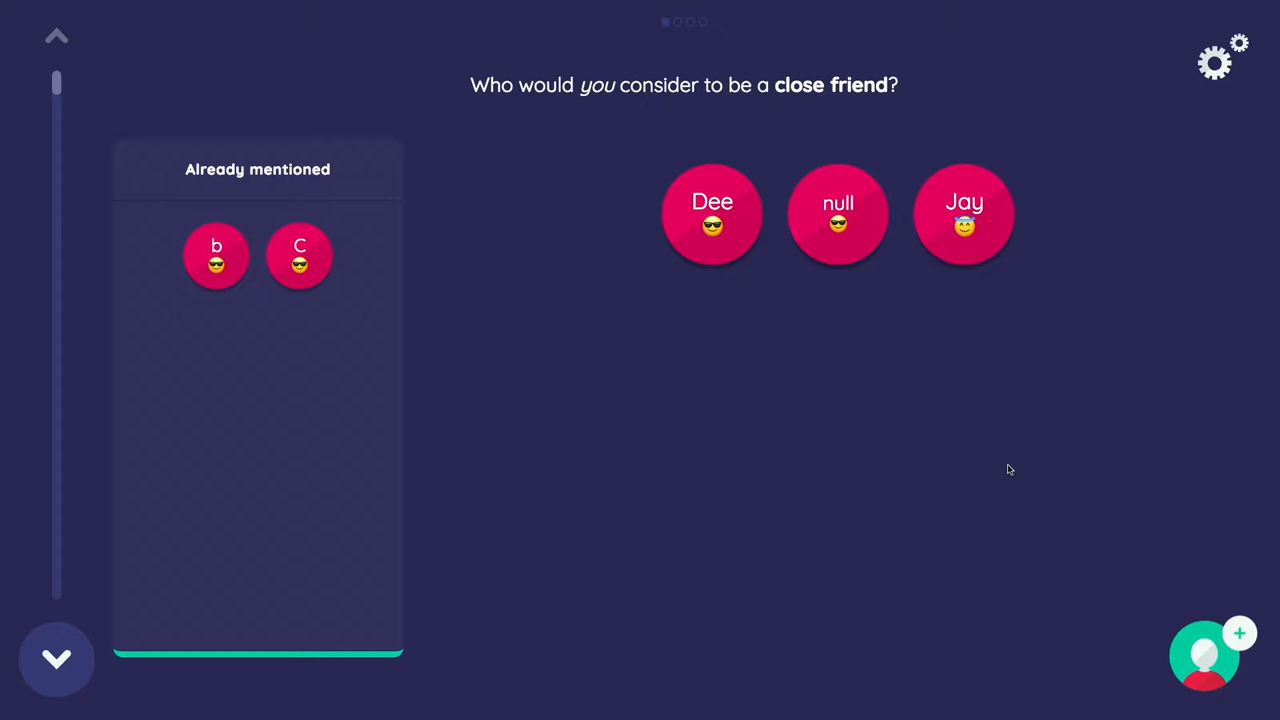 Who would you consider to be a close friend?
Already mentioned
b
C
Dee
null
Jay